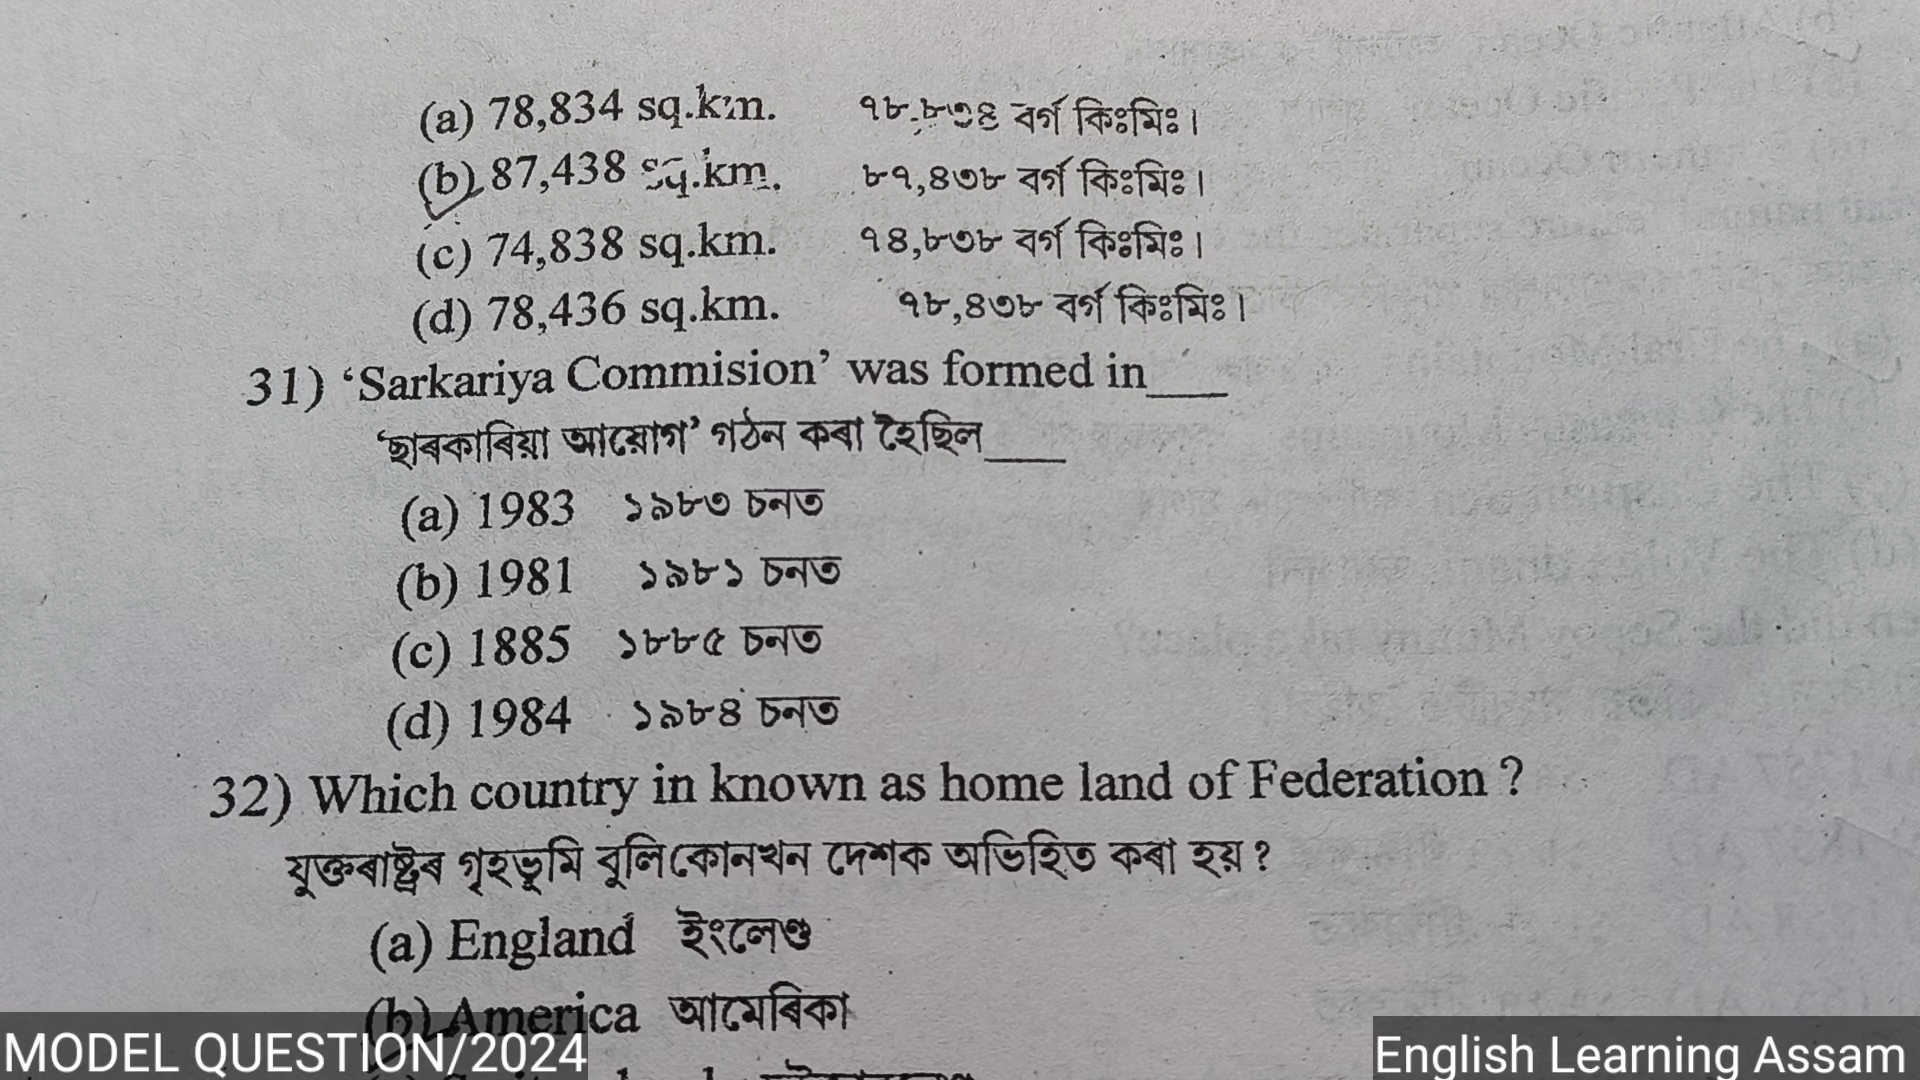 (a) 78,834 sq.km. ৭৮,৮৩৪ বৰ্গ কিঃমিঃ।
(b) 87,438 sq.km. ৮৭,৪৩৮ বৰ্গ কিঃমিঃ।
(c) 74,838 sq.km. ৭৪,৮৩৮ বৰ্গ কিঃমিঃ।
(d) 78,436 sq.km. ৭৮,৪৩৮ বৰ্গ কিঃমিঃ।
31) ‘Sarkariya Commision’ was formed in____
‘ছাৰকাৰিয়া আয়োগ’ গঠন কৰা হৈছিল____
(a) 1983 ১৯৮৩ চনত
(b) 1981 ১৯৮১ চনত
(c) 1885 ১৮৮৫ চনত
(d) 1984 ১৯৮৪ চনত
32) Which country in known as home land of Federation ?
যুক্তৰাষ্ট্ৰৰ গৃহভূমি বুলি কোনখন দেশক অভিহিত কৰা হয় ?
(a) England ইংলেণ্ড
(b) America আমেৰিকা
MODEL QUESTION/2024
English Learning Assam